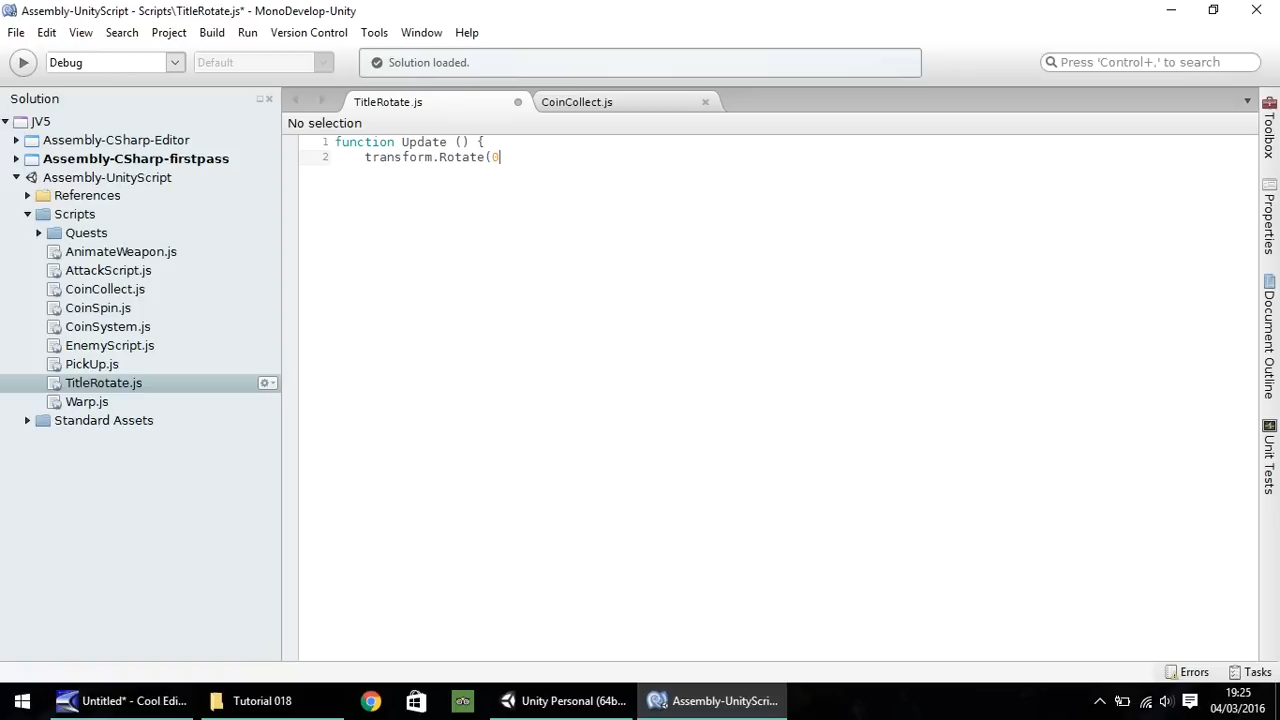 Assembly-UnityScript - Scripts\TitleRotate.js* - MonoDevelop-Unity
File Edit View Search Project Build Run Version Control Tools Window Help
Debug Default Solution loaded. Press 'Control+,' to search
Solution
JV5
Assembly-CSharp-Editor
Assembly-CSharp-firstpass
Assembly-UnityScript
References
Scripts
Quests
AnimateWeapon.js
AttackScript.js
CoinCollect.js
CoinSpin.js
CoinSystem.js
EnemyScript.js
PickUp.js
TitleRotate.js
Warp.js
Standard Assets
TitleRotate.js CoinCollect.js
No selection
1 function Update () {
2 transform.Rotate(0
Toolbox
Properties
Document Outline
Unit Tests
Errors Tasks
Untitled* - Cool Edi... Tutorial 018 Unity Personal (64b... Assembly-UnityScri...
19:25
04/03/2016